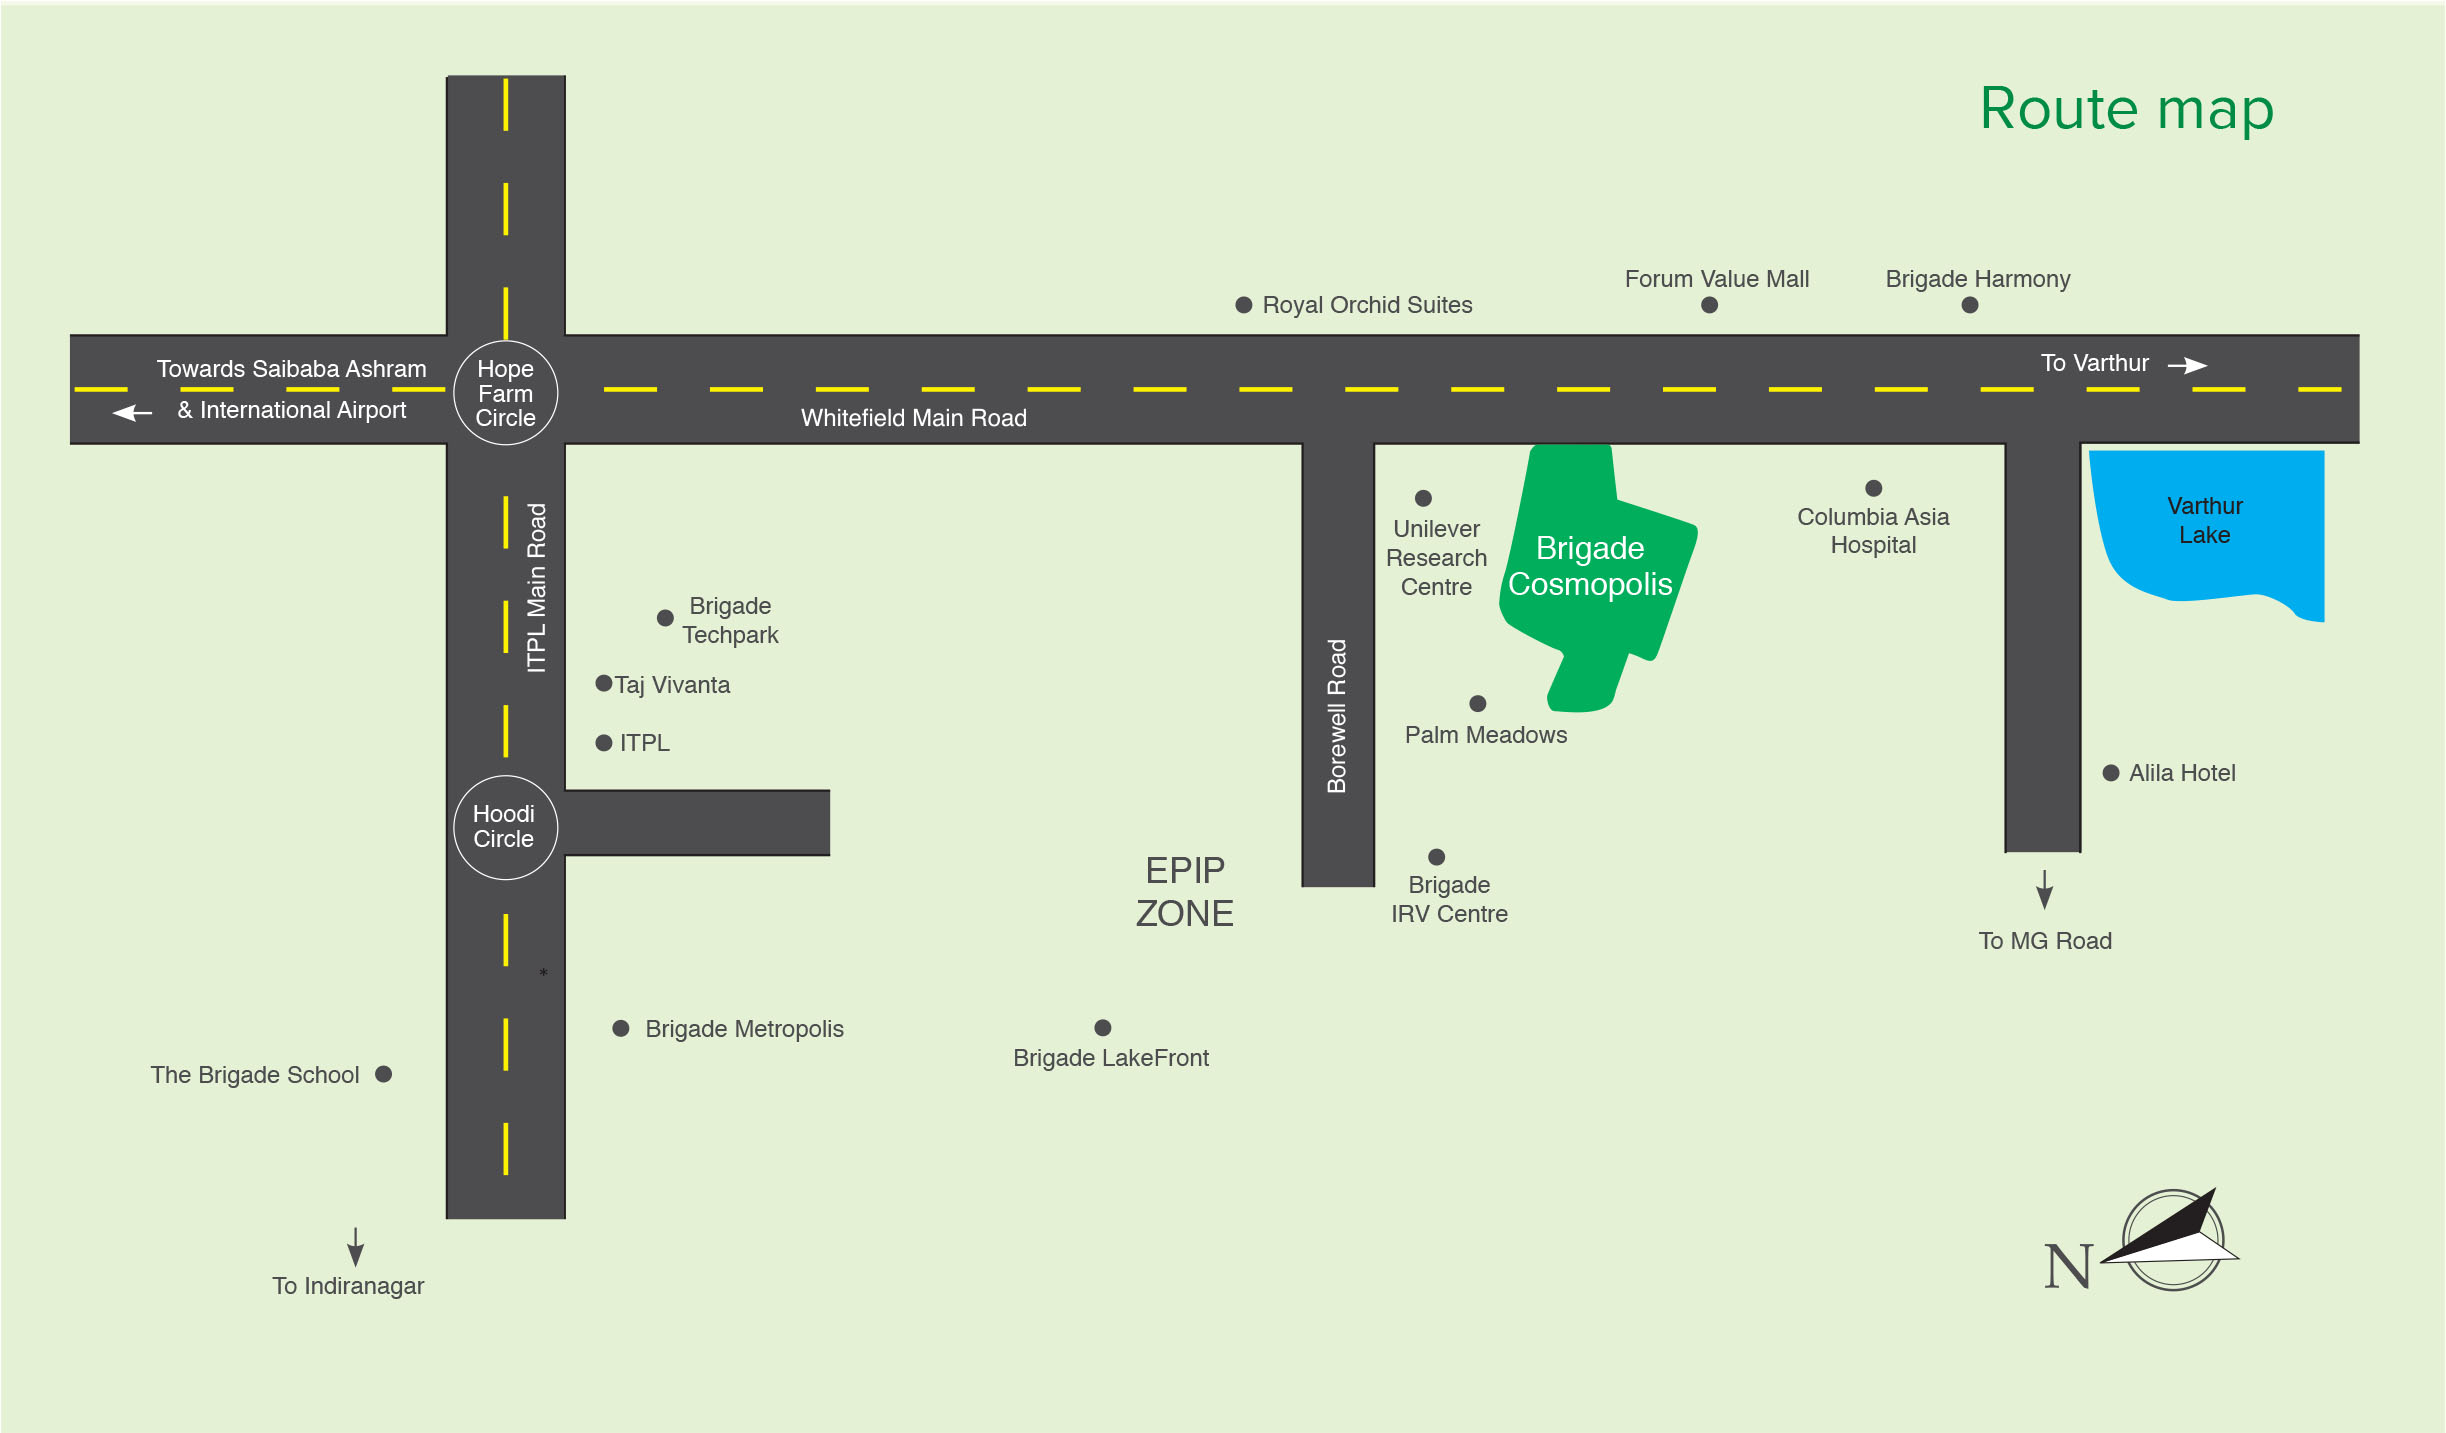 Route map
Forum Value Mall
Brigade Harmony
Royal Orchid Suites
Towards Saibaba Ashram
& International Airport
Hope
Farm
Circle
To Varthur
Whitefield Main Road
ITPL Main Road
Unilever
Research
Centre
Brigade
Cosmopolis
Columbia Asia
Hospital
Varthur
Lake
Brigade
Techpark
Taj Vivanta
ITPL
Borewell Road
Palm Meadows
Alila Hotel
Hoodi
Circle
EPIP
ZONE
Brigade
IRV Centre
To MG Road
*
Brigade Metropolis
Brigade LakeFront
The Brigade School
To Indiranagar
N